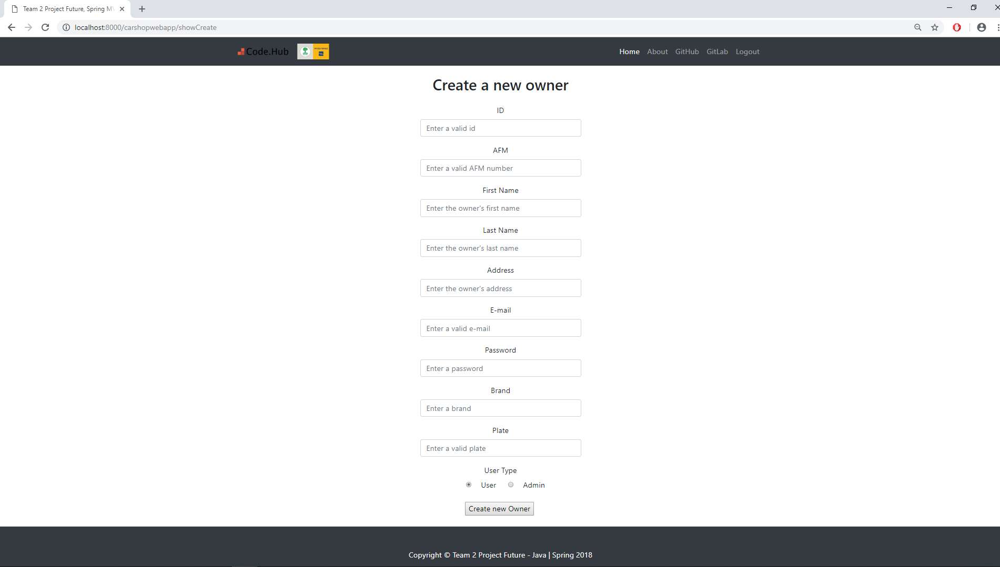 Team 2 Project Future, Spring MV
localhost:8000/carshopwebapp/showCreate
Code.Hub
Home About GitHub GitLab Logout
Create a new owner
ID
Enter a valid id
AFM
Enter a valid AFM number
First Name
Enter the owner's first name
Last Name
Enter the owner's last name
Address
Enter the owner's address
E-mail
Enter a valid e-mail
Password
Enter a password
Brand
Enter a brand
Plate
Enter a valid plate
User Type
User Admin
Create new Owner
Copyright © Team 2 Project Future - Java | Spring 2018